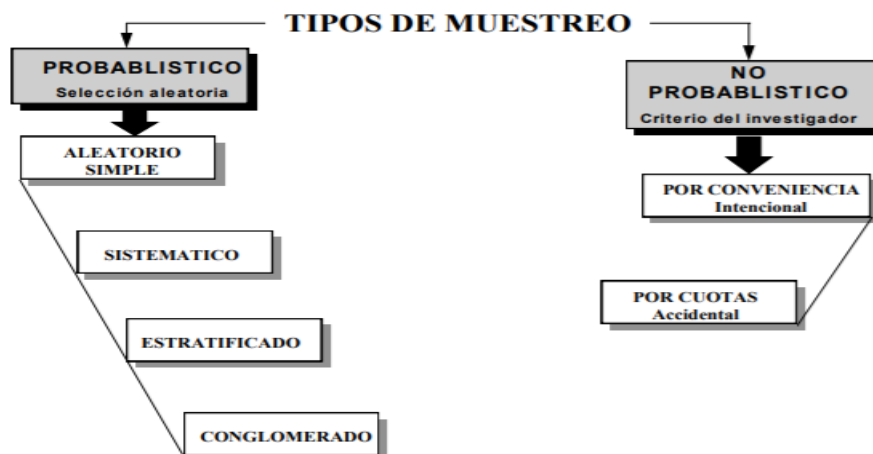 TIPOS DE MUESTREO
PROBABLISTICO
Selección aleatoria
ALEATORIO
SIMPLE
SISTEMATICO
ESTRATIFICADO
CONGLOMERADO
NO
PROBABLISTICO
Criterio del investigador
POR CONVENIENCIA
Intencional
POR CUOTAS
Accidental